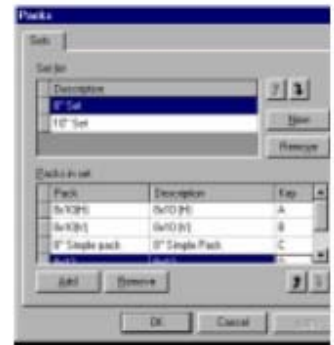 Packs
Sets
Set list
Description
8" Set
10" Set
New
Remove
Packs in set
Pack Description Key
8x10(H) 8x10 (H) A
8x10(V) 8x10 (V) B
8" Simple pack 8" Simple Pack C
Add Remove
OK Cancel